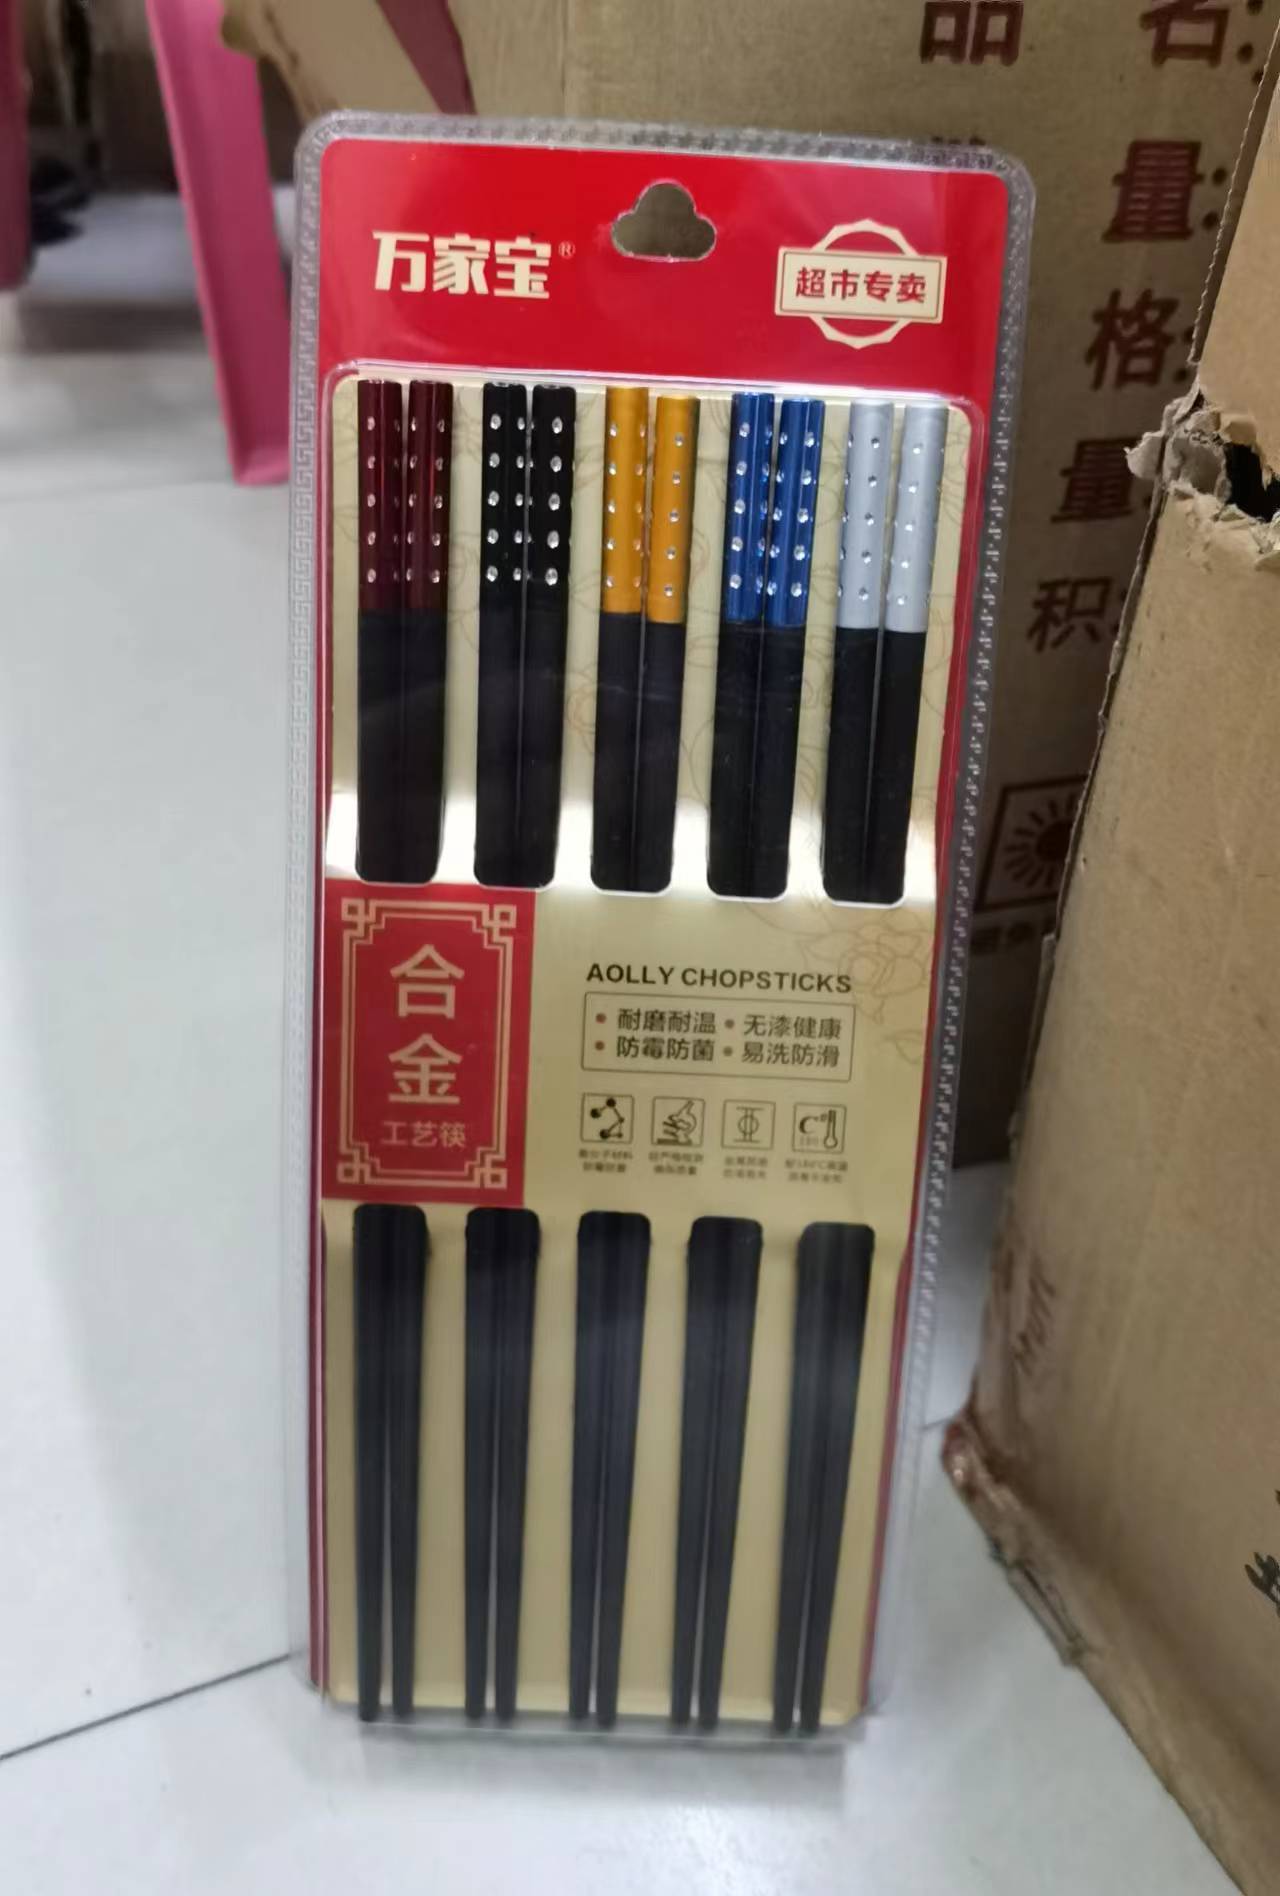 万家宝®
超市专卖
合金
工艺筷
AOLLY CHOPSTICKS
• 耐磨耐温 • 无漆健康
• 防霉防菌 • 易洗防滑
品 名:
量:
格:
量:
积: